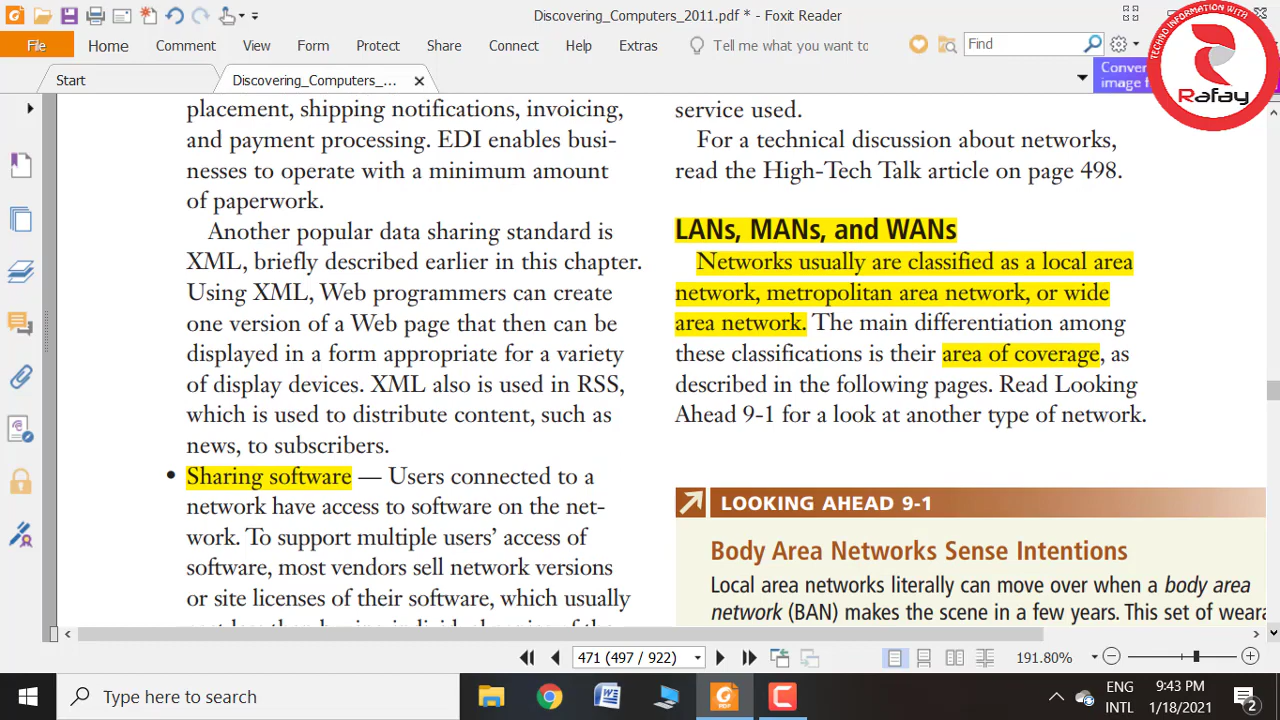 Discovering_Computers_2011.pdf * - Foxit Reader
File Home Comment View Form Protect Share Connect Help Extras Tell me what you want to Find
Start Discovering_Computers_...
Conver
image f
TECHNO INFORMATION WITH RAFAY
Rafay
placement, shipping notifications, invoicing,
and payment processing. EDI enables busi-
nesses to operate with a minimum amount
of paperwork.
Another popular data sharing standard is
XML, briefly described earlier in this chapter.
Using XML, Web programmers can create
one version of a Web page that then can be
displayed in a form appropriate for a variety
of display devices. XML also is used in RSS,
which is used to distribute content, such as
news, to subscribers.
• Sharing software — Users connected to a
network have access to software on the net-
work. To support multiple users’ access of
software, most vendors sell network versions
or site licenses of their software, which usually
service used.
For a technical discussion about networks,
read the High-Tech Talk article on page 498.
LANs, MANs, and WANs
Networks usually are classified as a local area
network, metropolitan area network, or wide
area network. The main differentiation among
these classifications is their area of coverage, as
described in the following pages. Read Looking
Ahead 9-1 for a look at another type of network.
LOOKING AHEAD 9-1
Body Area Networks Sense Intentions
Local area networks literally can move over when a body area
network (BAN) makes the scene in a few years. This set of wear
471 (497 / 922) 191.80%
Type here to search
ENG
INTL
9:43 PM
1/18/2021
2